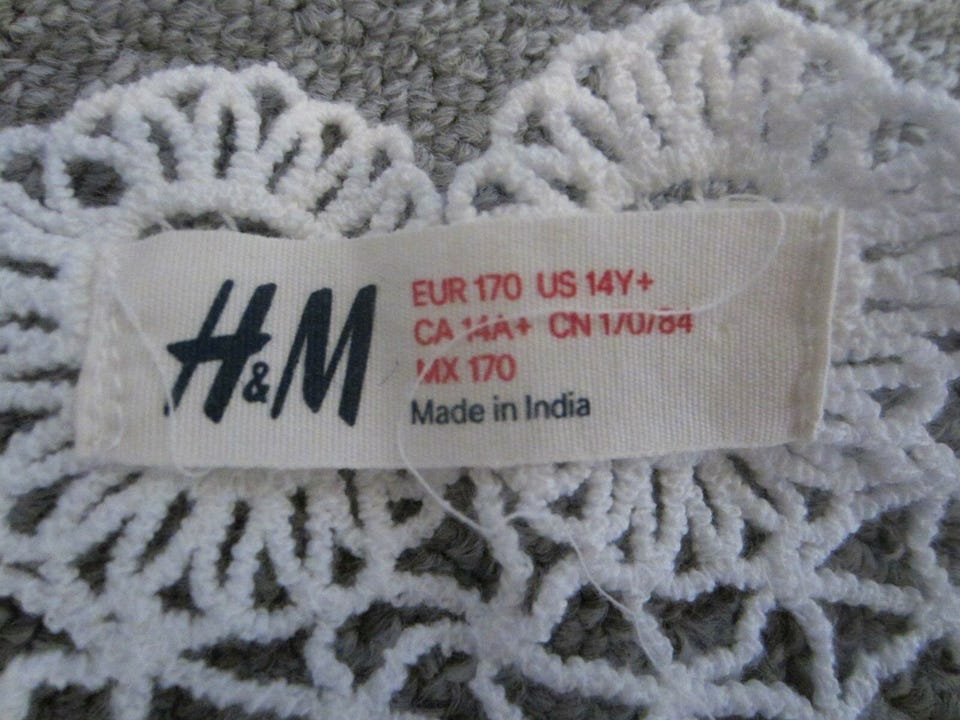 H&M
EUR 170 US 14Y+
CA 14A+ CN 170/84
MX 170
Made in India